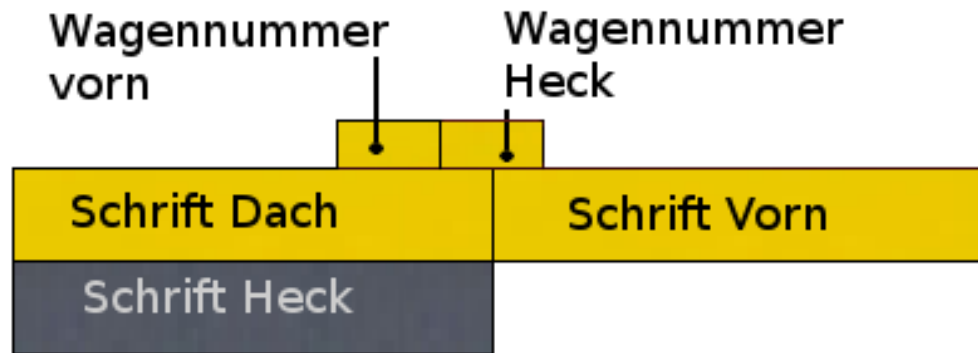 Wagennummer
vorn
Wagennummer
Heck
Schrift Dach
Schrift Vorn
Schrift Heck